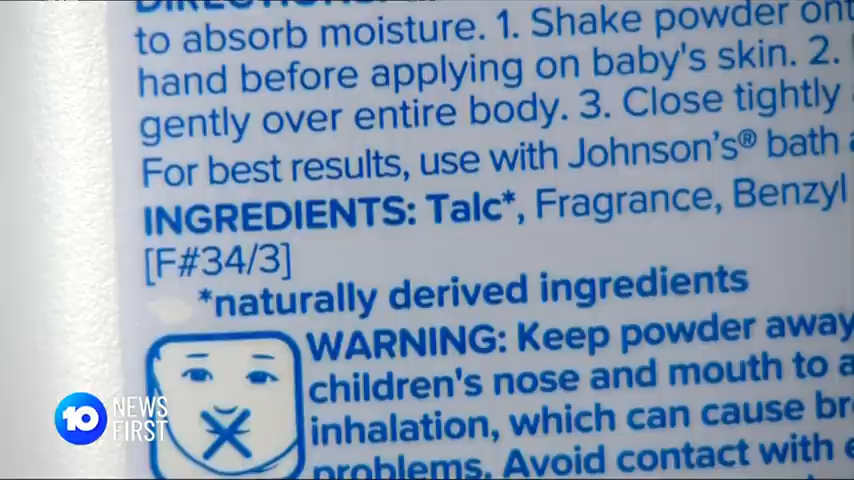 DIRECTIONS:
to absorb moisture. 1. Shake powder ont
hand before applying on baby's skin. 2.
gently over entire body. 3. Close tightly
For best results, use with Johnson's® bath a
INGREDIENTS: Talc*, Fragrance, Benzyl
[F#34/3]
*naturally derived ingredients
WARNING: Keep powder away
children's nose and mouth to a
inhalation, which can cause br
problems. Avoid contact with e
10 NEWS
FIRST